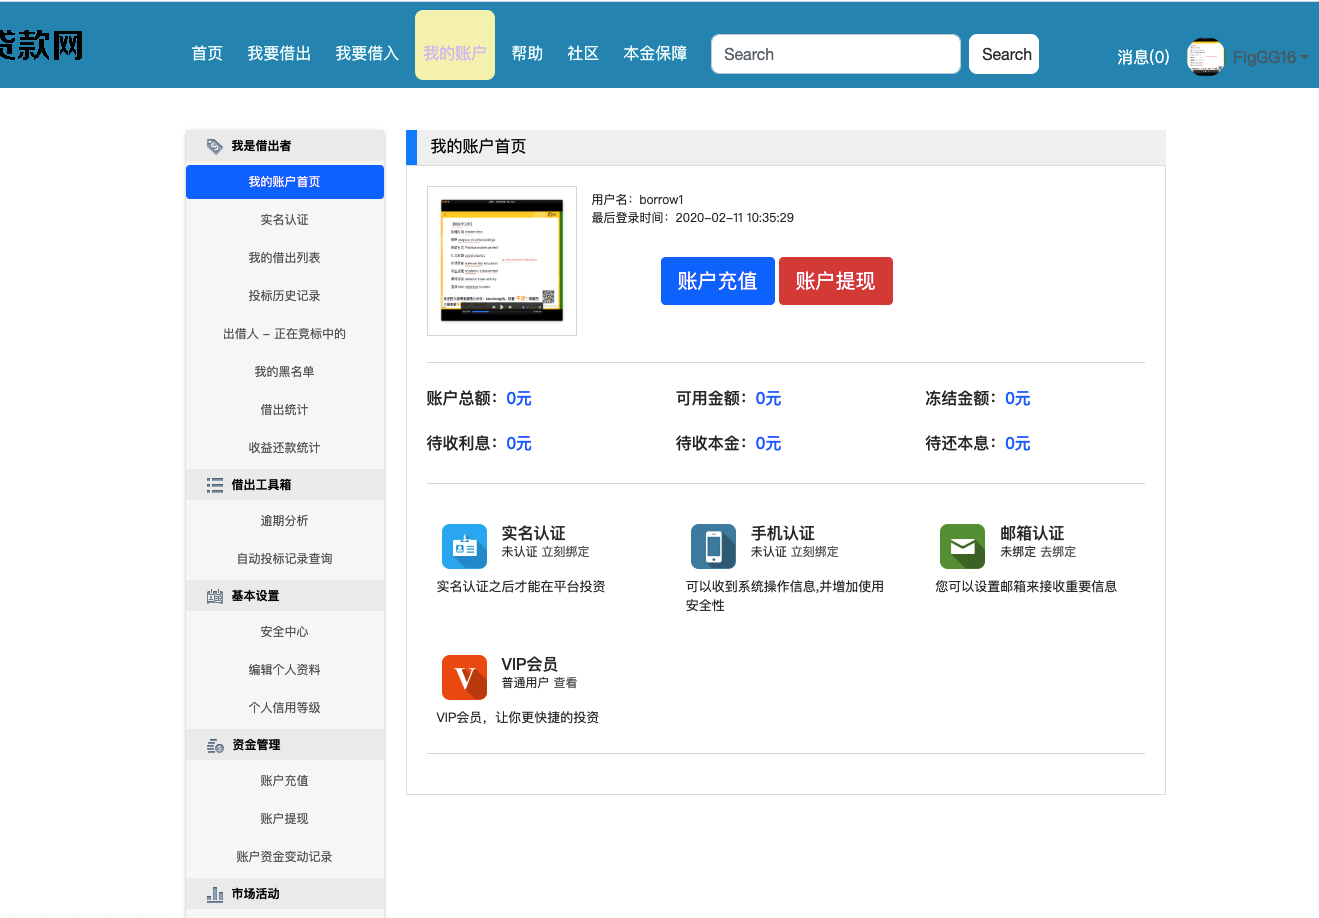 贷款网
首页 我要借出 我要借入 我的账户 帮助 社区 本金保障 Search Search 消息(0) FigGG16
我是借出者
我的账户首页
实名认证
我的借出列表
投标历史记录
出借人 - 正在竞标中的
我的黑名单
借出统计
收益还款统计
借出工具箱
逾期分析
自动投标记录查询
基本设置
安全中心
编辑个人资料
个人信用等级
资金管理
账户充值
账户提现
账户资金变动记录
市场活动
我的账户首页
用户名：borrow1
最后登录时间：2020-02-11 10:35:29
账户充值 账户提现
账户总额：0元 可用金额：0元 冻结金额：0元
待收利息：0元 待收本金：0元 待还本息：0元
实名认证
未认证 立刻绑定
实名认证之后才能在平台投资
手机认证
未认证 立刻绑定
可以收到系统操作信息,并增加使用
安全性
邮箱认证
未绑定 去绑定
您可以设置邮箱来接收重要信息
V
VIP会员
普通用户 查看
VIP会员，让你更快捷的投资